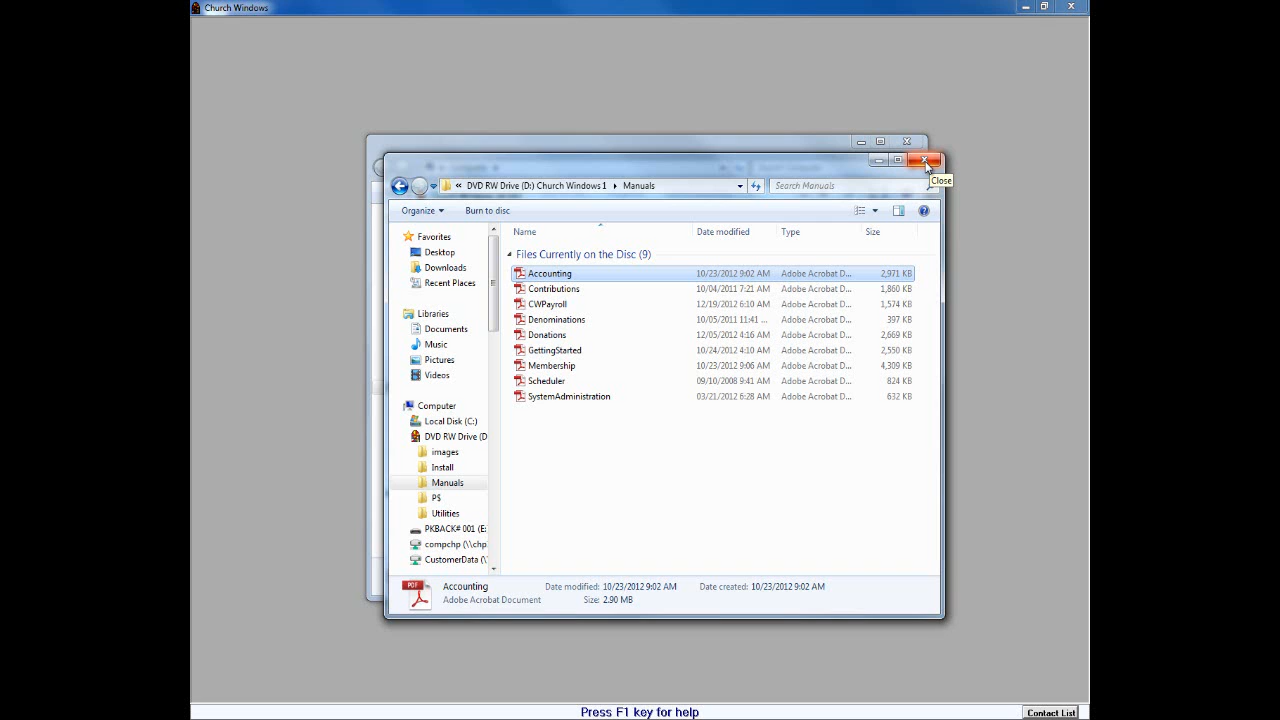 Church Windows
Close
« DVD RW Drive (D:) Church Windows 1 Manuals
Search Manuals
Organize Burn to disc
Name Date modified Type Size
Files Currently on the Disc (9)
Favorites
Desktop
Downloads
Recent Places
Libraries
Documents
Music
Pictures
Videos
Computer
Local Disk (C:)
DVD RW Drive (D
images
Install
Manuals
P$
Utilities
PKBACK# 001 (E:
compchp (\\chp
CustomerData (\
Accounting 10/23/2012 9:02 AM Adobe Acrobat D... 2,971 KB
Contributions 10/04/2011 7:21 AM Adobe Acrobat D... 1,860 KB
CWPayroll 12/19/2012 6:10 AM Adobe Acrobat D... 1,574 KB
Denominations 10/05/2011 11:41 ... Adobe Acrobat D... 397 KB
Donations 12/05/2012 4:16 AM Adobe Acrobat D... 2,669 KB
GettingStarted 10/24/2012 4:10 AM Adobe Acrobat D... 2,550 KB
Membership 10/23/2012 9:06 AM Adobe Acrobat D... 4,309 KB
Scheduler 09/10/2008 9:41 AM Adobe Acrobat D... 824 KB
SystemAdministration 03/21/2012 6:28 AM Adobe Acrobat D... 632 KB
PDF
Accounting Date modified: 10/23/2012 9:02 AM Date created: 10/23/2012 9:02 AM
Adobe Acrobat Document Size: 2.90 MB
Press F1 key for help
Contact List